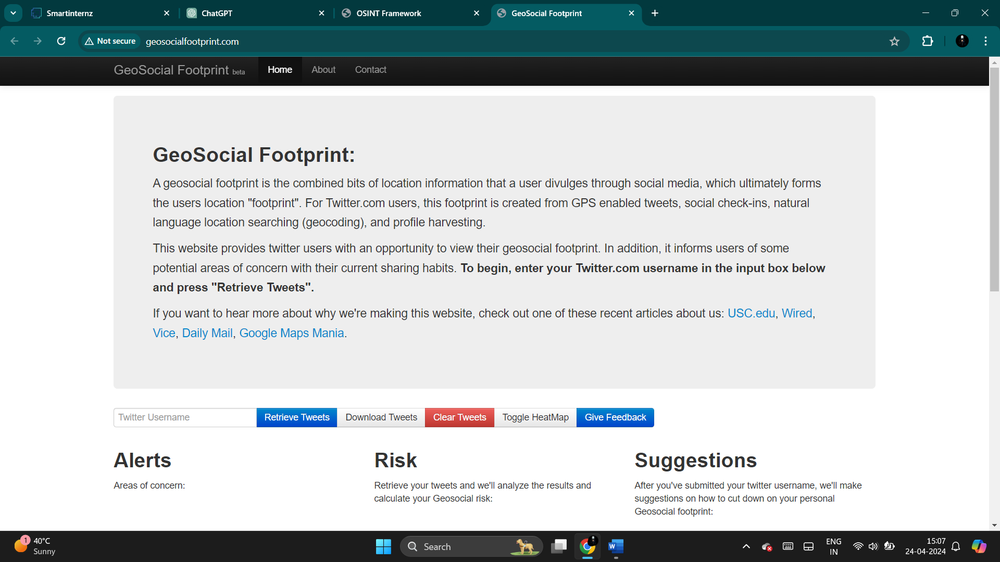 Smartinternz
ChatGPT
OSINT Framework
GeoSocial Footprint
Not secure
geosocialfootprint.com
GeoSocial Footprint beta
Home
About
Contact
GeoSocial Footprint:
A geosocial footprint is the combined bits of location information that a user divulges through social media, which ultimately forms
the users location "footprint". For Twitter.com users, this footprint is created from GPS enabled tweets, social check-ins, natural
language location searching (geocoding), and profile harvesting.
This website provides twitter users with an opportunity to view their geosocial footprint. In addition, it informs users of some
potential areas of concern with their current sharing habits. To begin, enter your Twitter.com username in the input box below
and press "Retrieve Tweets".
If you want to hear more about why we're making this website, check out one of these recent articles about us: USC.edu, Wired,
Vice, Daily Mail, Google Maps Mania.
Twitter Username
Retrieve Tweets
Download Tweets
Clear Tweets
Toggle HeatMap
Give Feedback
Alerts
Areas of concern:
Risk
Retrieve your tweets and we'll analyze the results and
calculate your Geosocial risk:
Suggestions
After you've submitted your twitter username, we'll make
suggestions on how to cut down on your personal
Geosocial footprint:
1
40°C
Sunny
Search
W
ENG
IN
15:07
24-04-2024